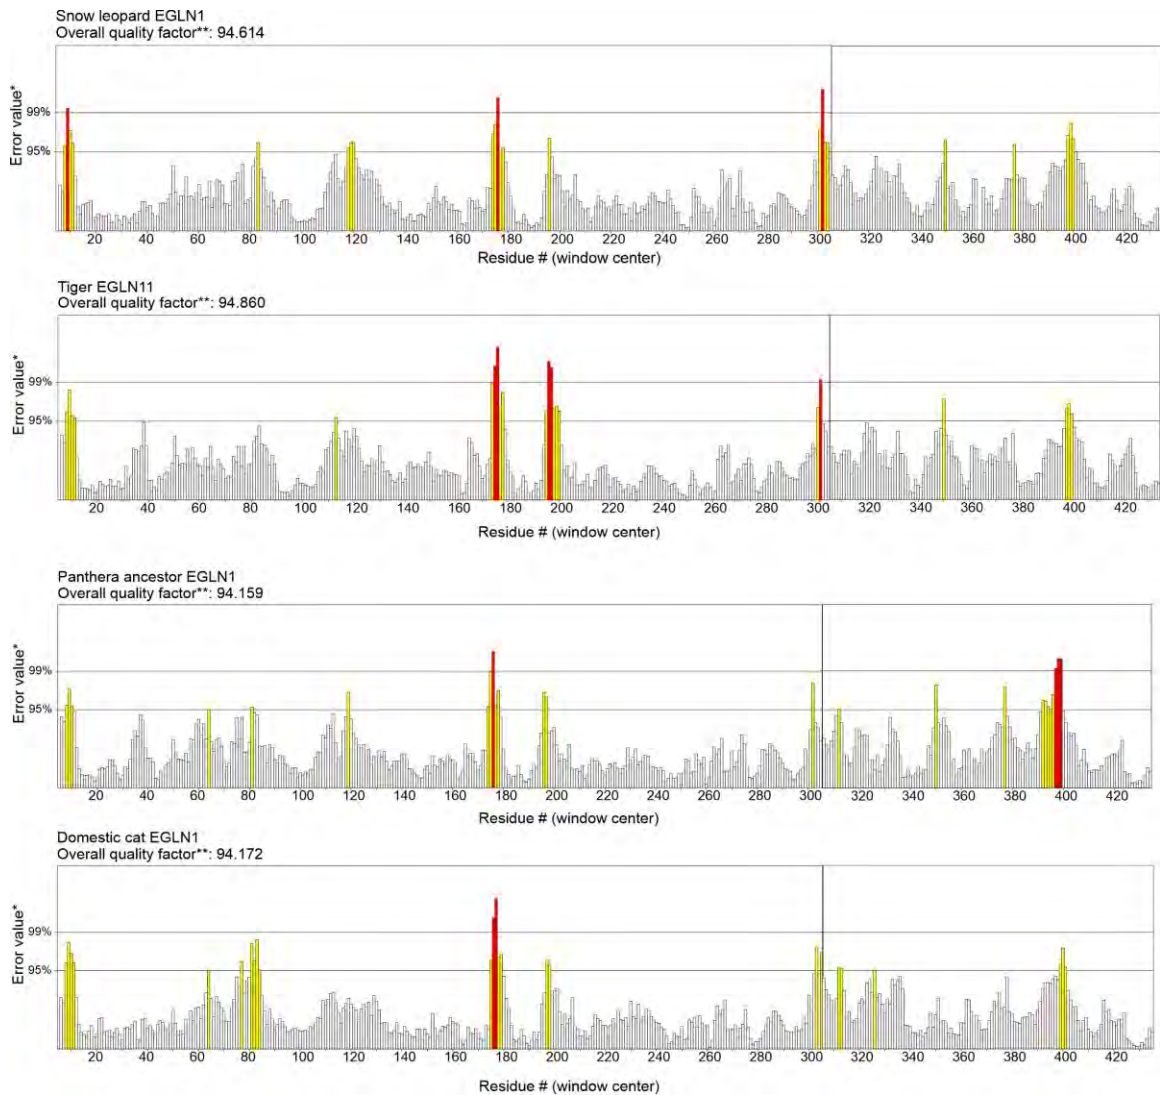 Snow leopard EGLN1
Overall quality factor**: 94.614
Error value*
99%
95%
20 40 60 80 100 120 140 160 180 200 220 240 260 280 300 320 340 360 380 400 420
Residue # (window center)
Tiger EGLN11
Overall quality factor**: 94.860
Error value*
99%
95%
20 40 60 80 100 120 140 160 180 200 220 240 260 280 300 320 340 360 380 400 420
Residue # (window center)
Panthera ancestor EGLN1
Overall quality factor**: 94.159
Error value*
99%
95%
20 40 60 80 100 120 140 160 180 200 220 240 260 280 300 320 340 360 380 400 420
Residue # (window center)
Domestic cat EGLN1
Overall quality factor**: 94.172
Error value*
99%
95%
20 40 60 80 100 120 140 160 180 200 220 240 260 280 300 320 340 360 380 400 420
Residue # (window center)